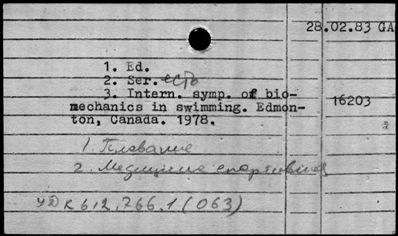 28.02.83 GA
1. Ed.
2. Ser. есть
3. Intern. symp. of bio-
mechanics in swimming. Edmon-
ton, Canada. 1978.
16203
2
1. Плавание
2. Медицина спортивная
УДК 612.766.1(063)